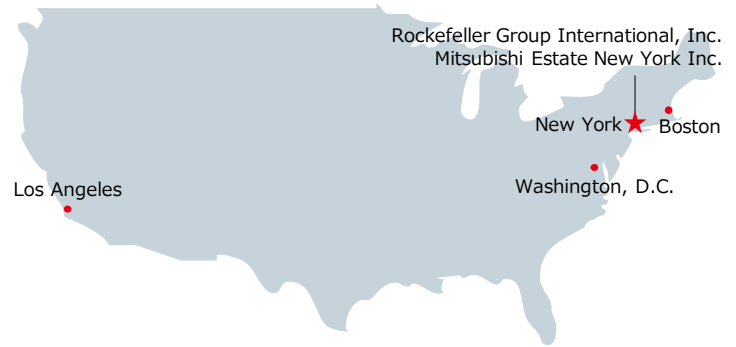 Rockefeller Group International, Inc.
Mitsubishi Estate New York Inc.
New York
Boston
Washington, D.C.
Los Angeles